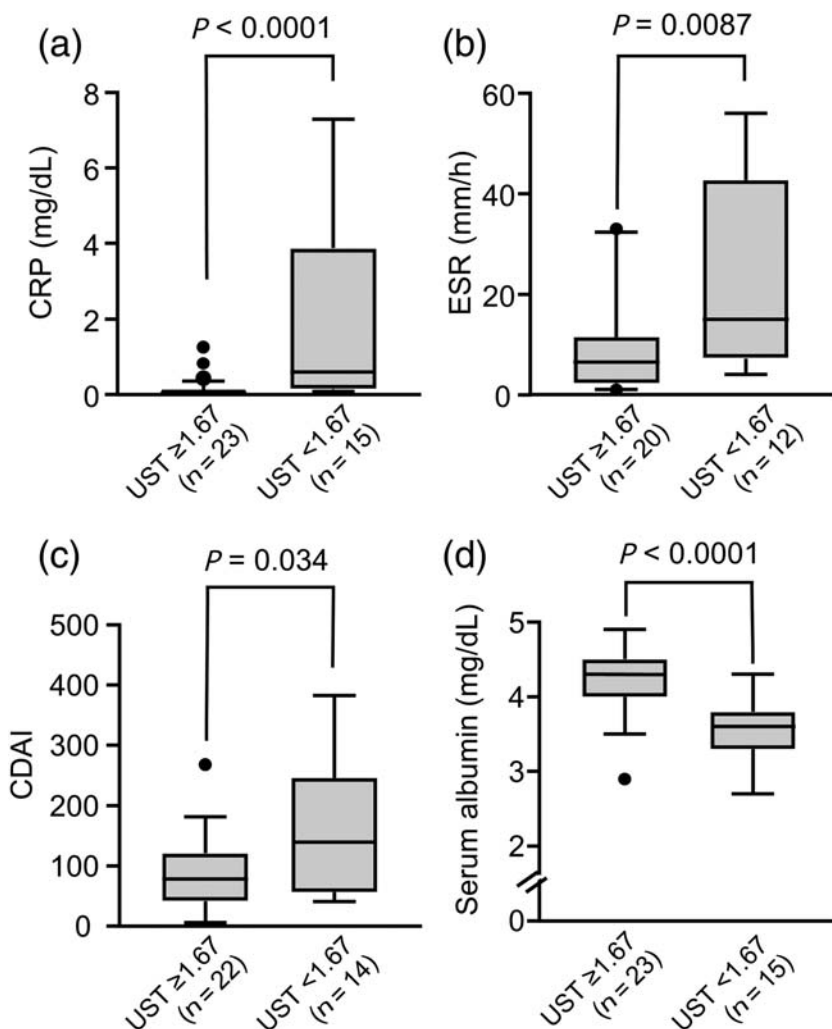 (a)
P < 0.0001
CRP (mg/dL)
8
6
4
2
0
UST ≥1.67
(n = 23)
UST <1.67
(n = 15)
(b)
P = 0.0087
ESR (mm/h)
60
40
20
0
UST ≥1.67
(n = 20)
UST <1.67
(n = 12)
(c)
P = 0.034
CDAI
500
400
300
200
100
0
UST ≥1.67
(n = 22)
UST <1.67
(n = 14)
(d)
P < 0.0001
Serum albumin (mg/dL)
5
4
3
2
0
UST ≥1.67
(n = 23)
UST <1.67
(n = 15)